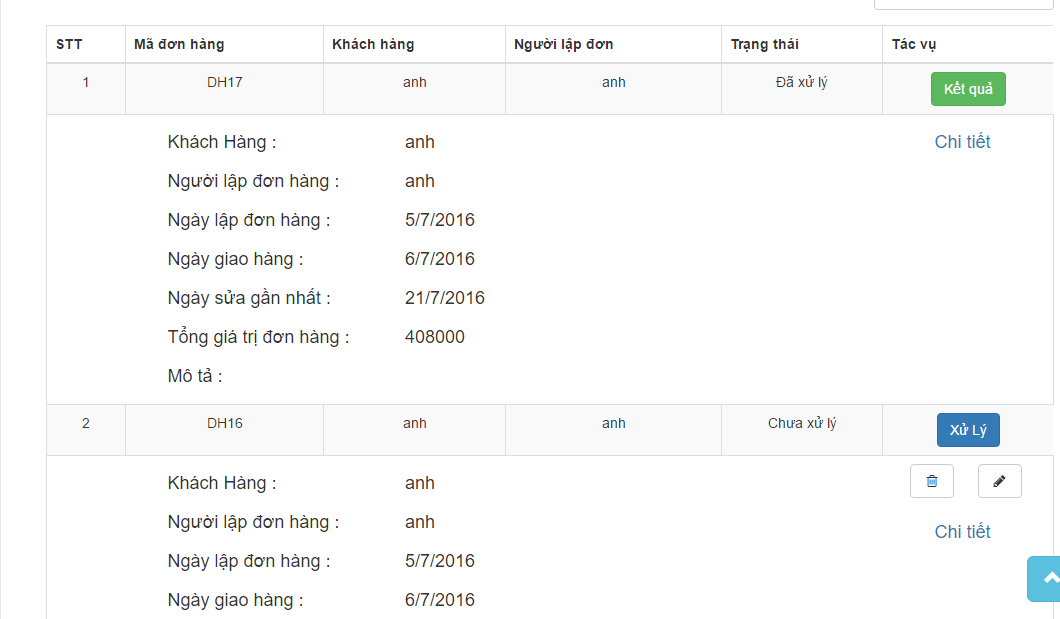 STT Mã đơn hàng Khách hàng Người lập đơn Trạng thái Tác vụ
1 DH17 anh anh Đã xử lý Kết quả
Khách Hàng : anh Chi tiết
Người lập đơn hàng : anh
Ngày lập đơn hàng : 5/7/2016
Ngày giao hàng : 6/7/2016
Ngày sửa gần nhất : 21/7/2016
Tổng giá trị đơn hàng : 408000
Mô tả :
2 DH16 anh anh Chưa xử lý Xử Lý
Khách Hàng : anh
Người lập đơn hàng : anh Chi tiết
Ngày lập đơn hàng : 5/7/2016
Ngày giao hàng : 6/7/2016